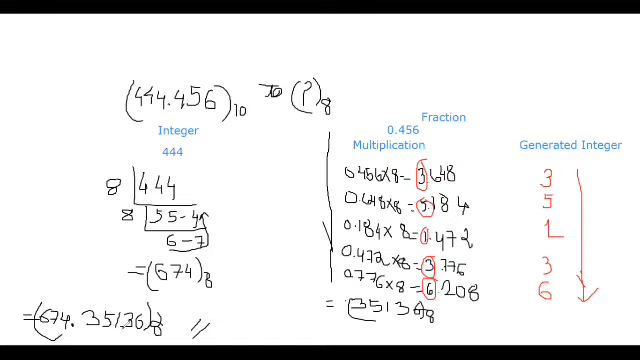 (444.456)10 To (?)8
Integer
444
8 444
8 55-4
6-7
=(674)8
=(674.35136)8 //
Fraction
0.456
Multiplication
0.456x8=3.648
0.648x8=5.184
0.184x8=1.472
0.472x8=3.776
0.776x8=6.208
=(35136)8
Generated Integer
3
5
1
3
6